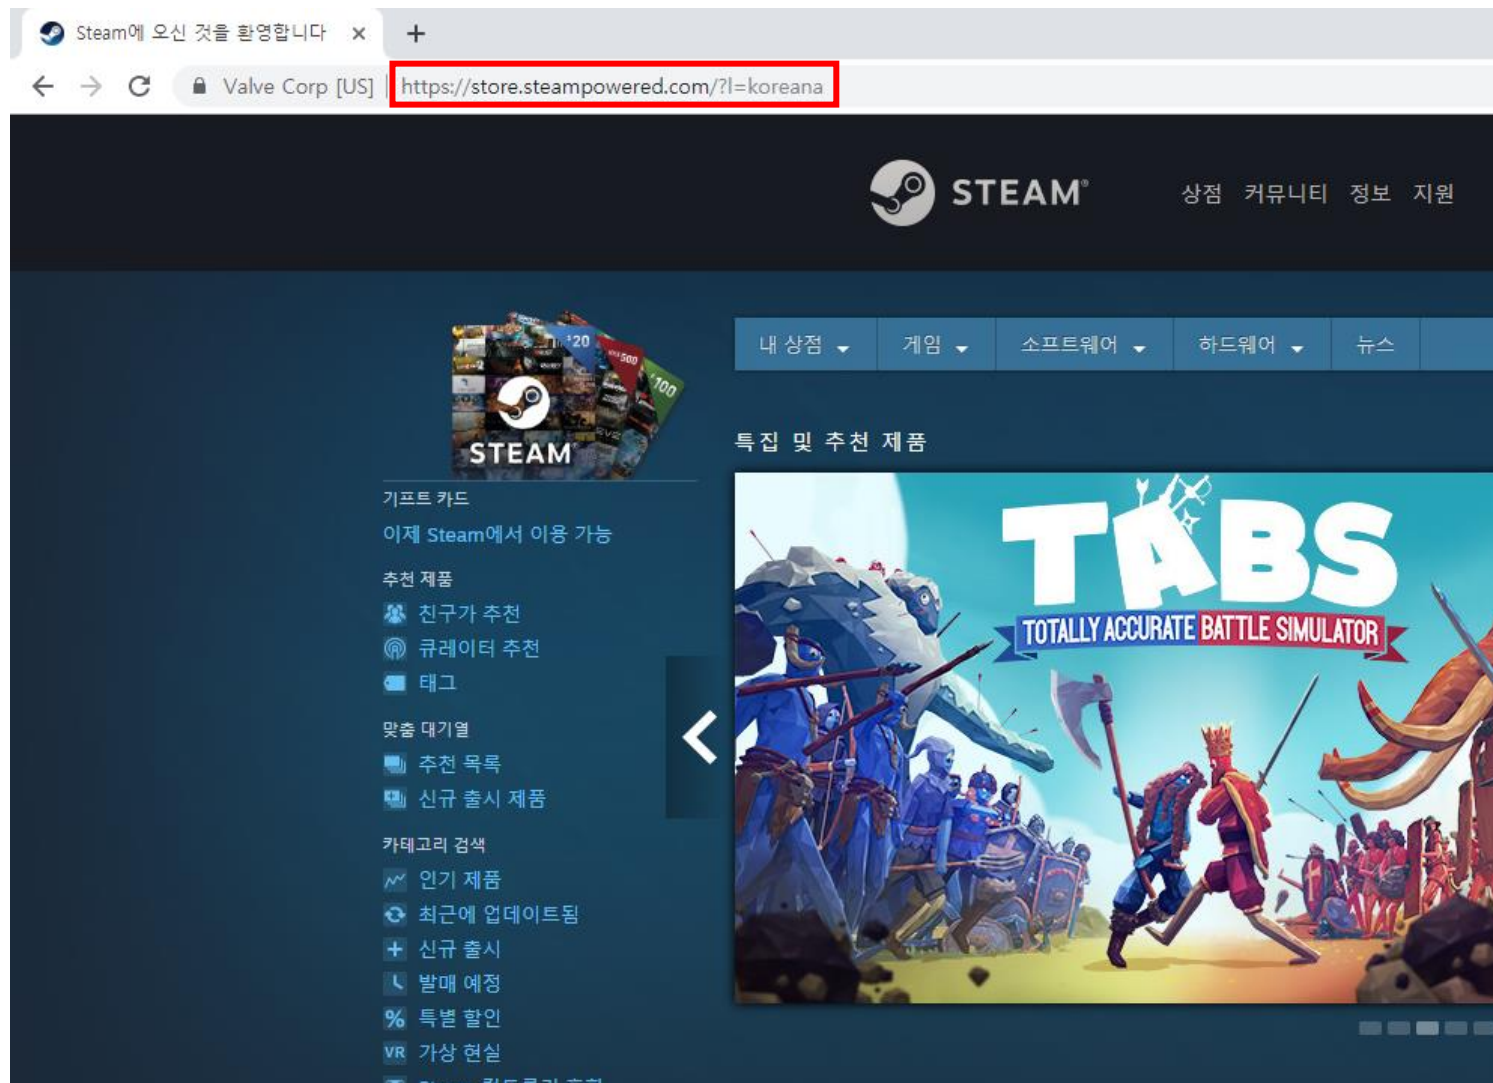 Steam에 오신 것을 환영합니다
Valve Corp [US] | https://store.steampowered.com/?l=koreana
STEAM®
상점 커뮤니티 정보 지원
$20
500
$100
STEAM
내 상점 게임 소프트웨어 하드웨어 뉴스
특집 및 추천 제품
TABS
TOTALLY ACCURATE BATTLE SIMULATOR
기프트 카드
이제 Steam에서 이용 가능
추천 제품
친구가 추천
큐레이터 추천
태그
맞춤 대기열
추천 목록
신규 출시 제품
카테고리 검색
인기 제품
최근에 업데이트됨
신규 출시
발매 예정
% 특별 할인
VR 가상 현실